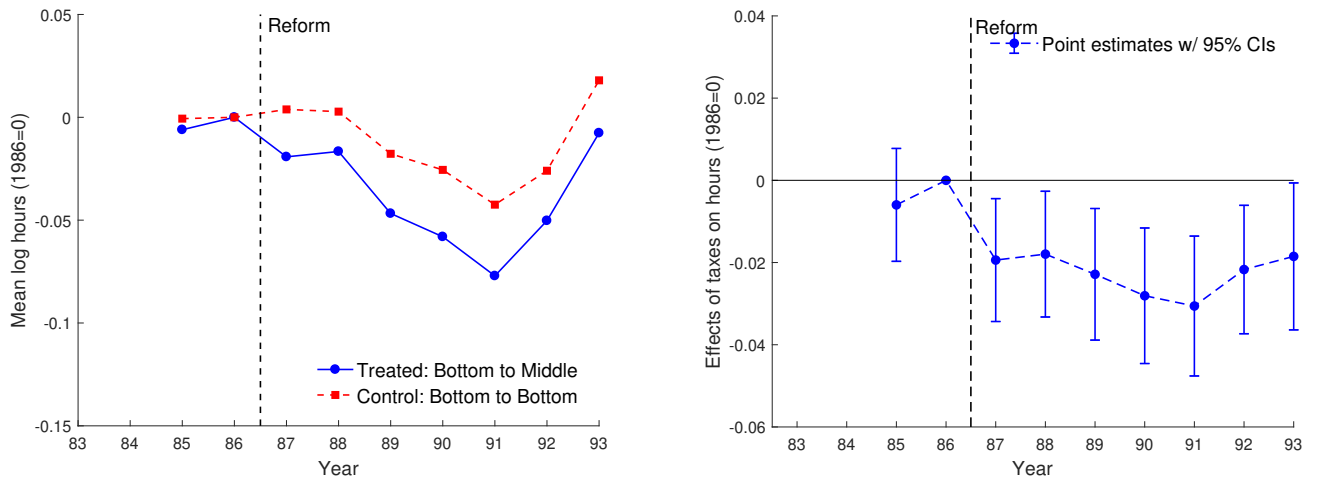 Mean log hours (1986=0)
0.05
0
-0.05
-0.1
-0.15
Reform
Treated: Bottom to Middle
Control: Bottom to Bottom
83 84 85 86 87 88 89 90 91 92 93
Year
Effects of taxes on hours (1986=0)
0.04
0.02
0
-0.02
-0.04
-0.06
Reform
Point estimates w/ 95% CIs
83 84 85 86 87 88 89 90 91 92 93
Year